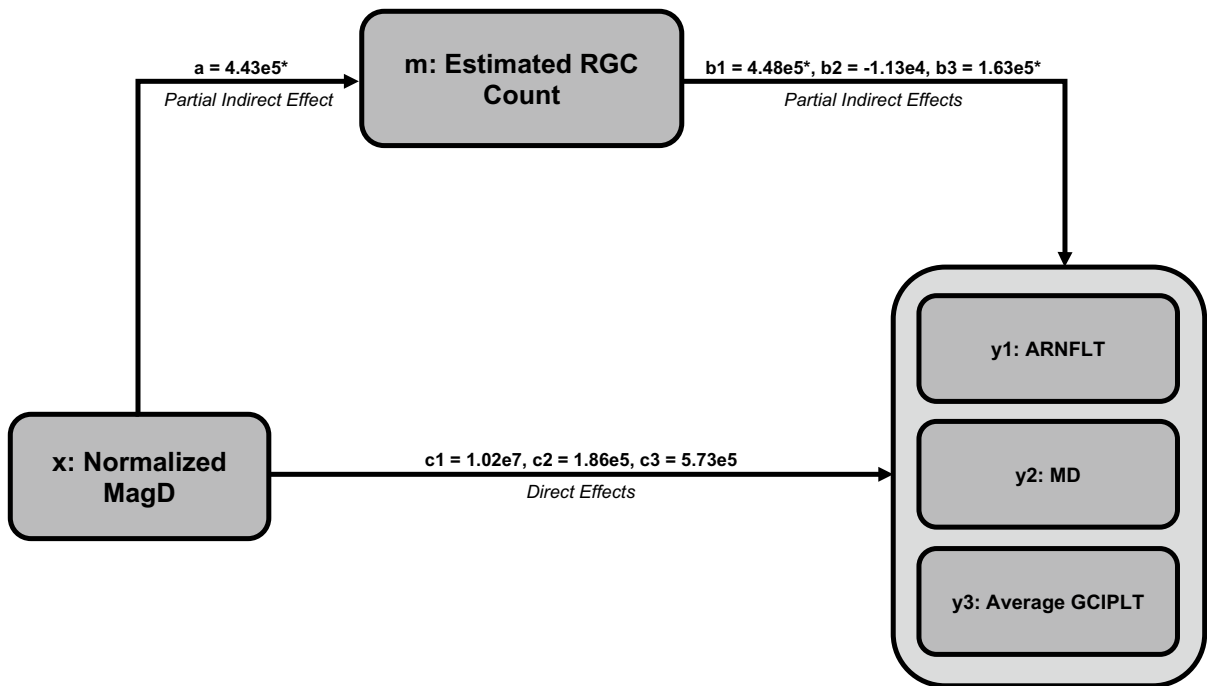 a = 4.43e5*
Partial Indirect Effect
m: Estimated RGC
Count
b1 = 4.48e5*, b2 = -1.13e4, b3 = 1.63e5*
Partial Indirect Effects
x: Normalized
MagD
c1 = 1.02e7, c2 = 1.86e5, c3 = 5.73e5
Direct Effects
y1: ARNFLT
y2: MD
y3: Average GCIPLT